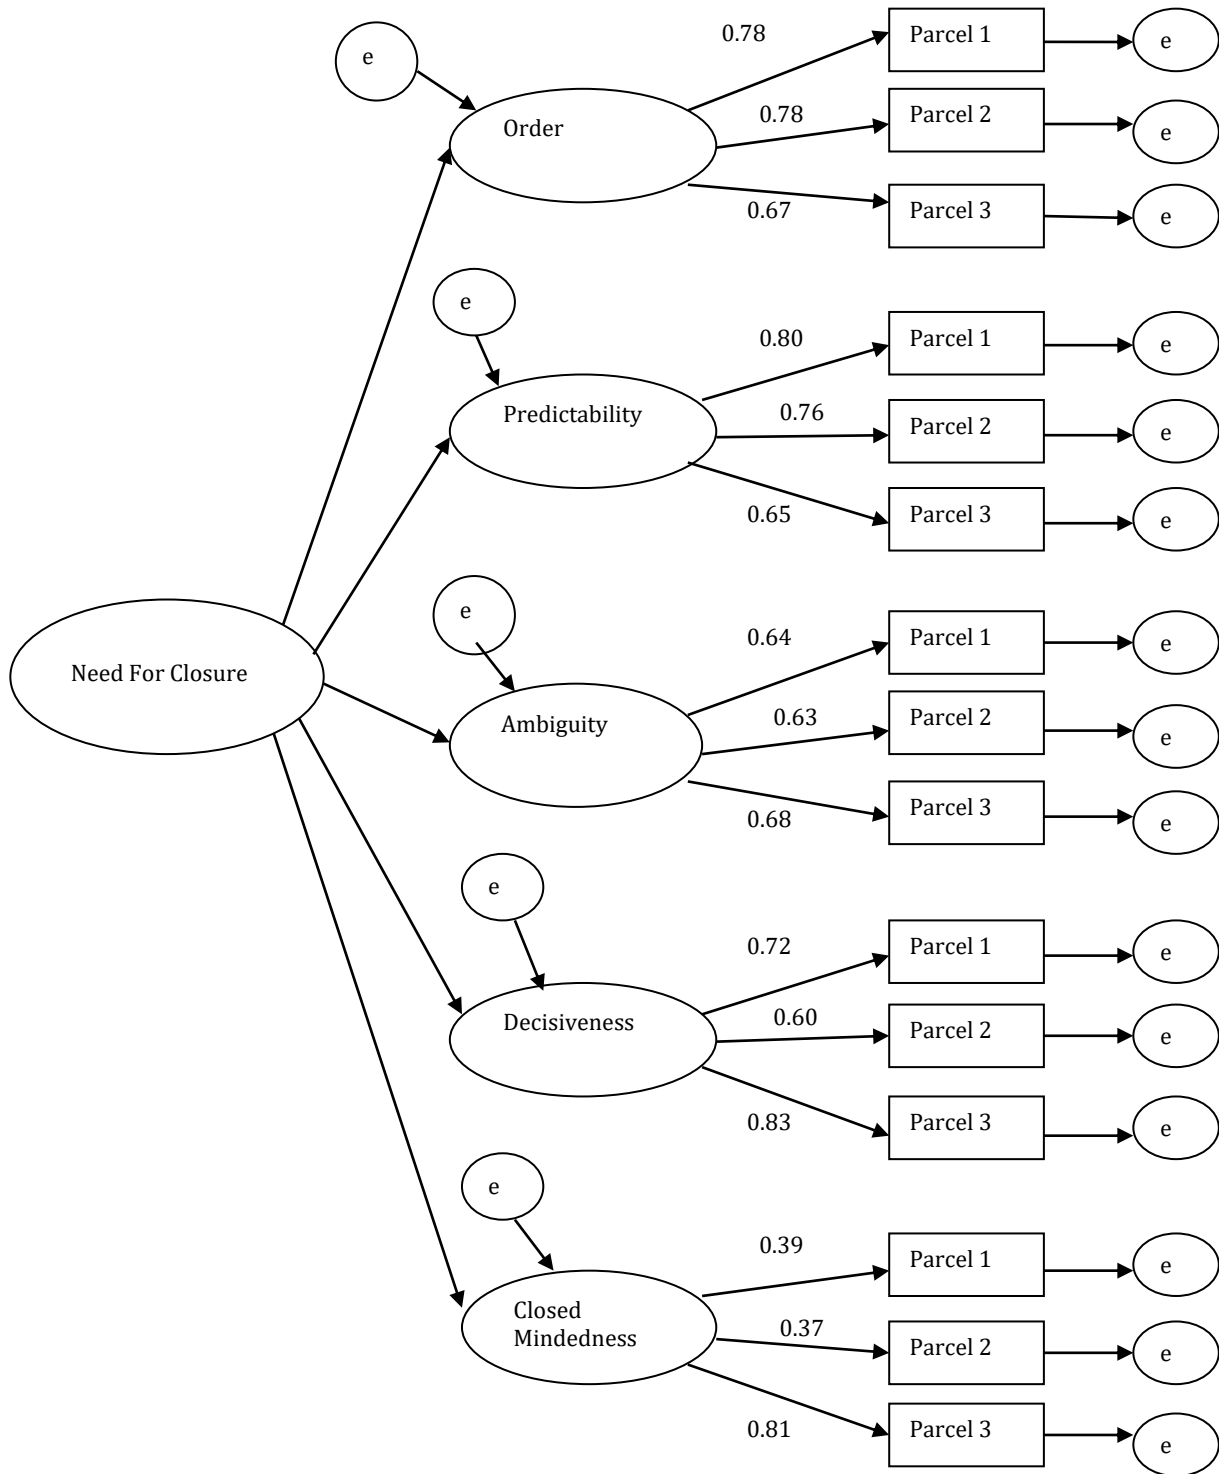 0.78
Parcel 1
e
e
Order
0.78
Parcel 2
e
0.67
Parcel 3
e
e
Predictability
0.80
Parcel 1
e
0.76
Parcel 2
e
0.65
Parcel 3
e
Need For Closure
e
Ambiguity
0.64
Parcel 1
e
0.63
Parcel 2
e
0.68
Parcel 3
e
e
Decisiveness
0.72
Parcel 1
e
0.60
Parcel 2
e
0.83
Parcel 3
e
e
Closed
Mindedness
0.39
Parcel 1
e
0.37
Parcel 2
e
0.81
Parcel 3
e